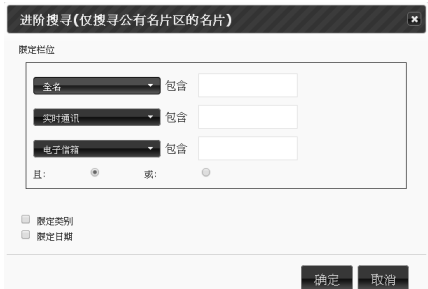 进阶搜寻(仅搜寻公有名片区的名片)
限定栏位
全名 包含
实时通讯 包含
电子信箱 包含
且: 或:
限定类别
限定日期
确定 取消